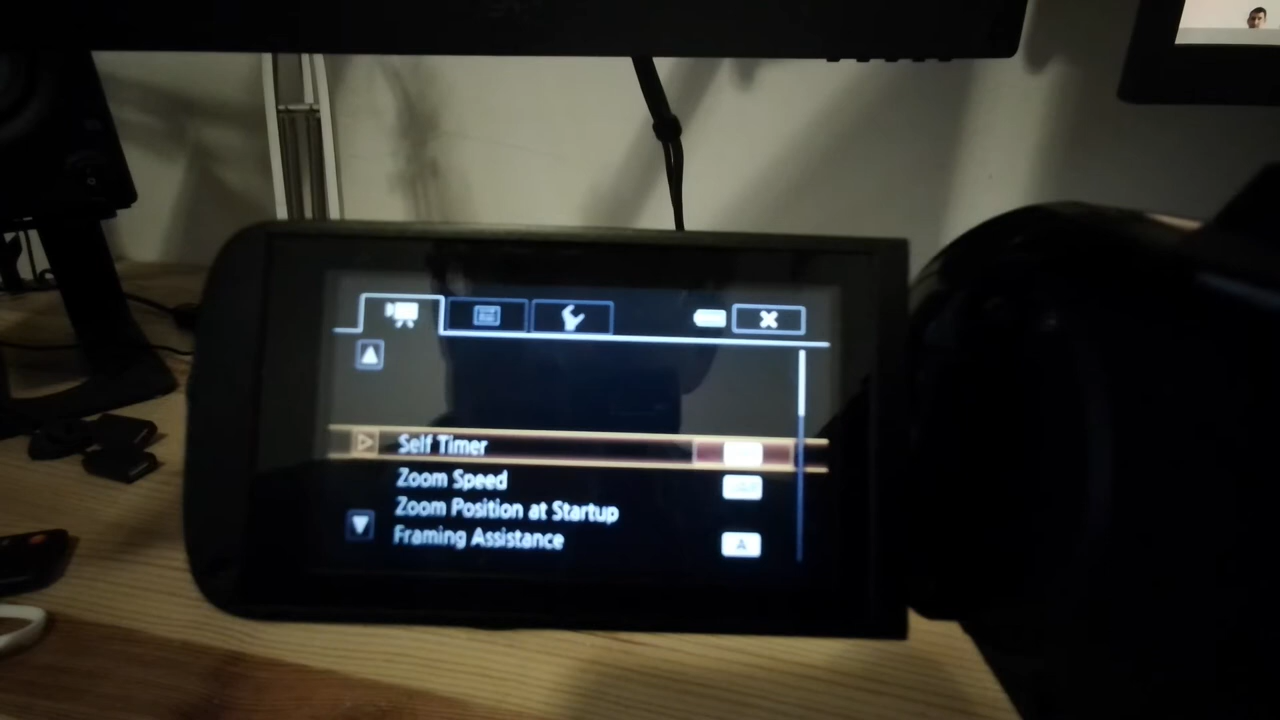 Self Timer
Zoom Speed
Zoom Position at Startup
Framing Assistance
A